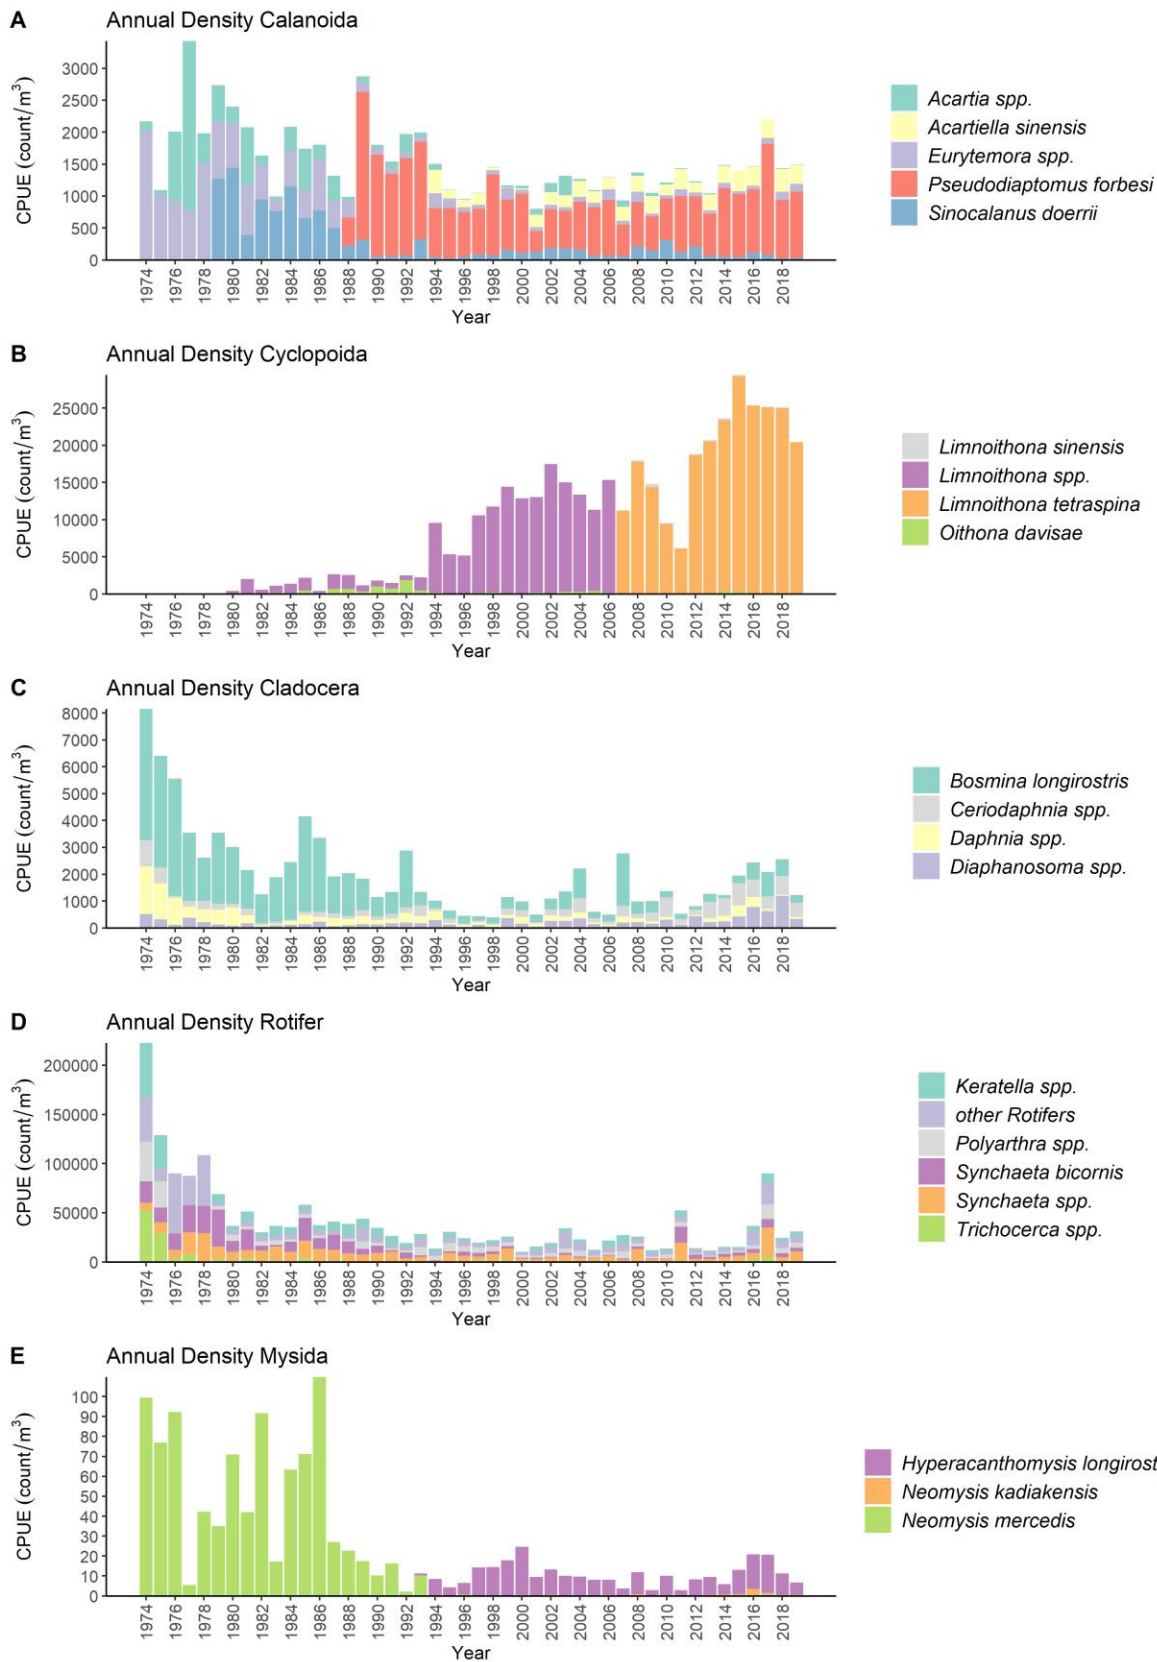 A
Annual Density Calanoida
CPUE (count/m³)
3000
2500
2000
1500
1000
500
0
1974 1976 1978 1980 1982 1984 1986 1988 1990 1992 1994 1996 1998 2000 2002 2004 2006 2008 2010 2012 2014 2016 2018
Year
Acartia spp.
Acartiella sinensis
Eurytemora spp.
Pseudodiaptomus forbesi
Sinocalanus doerrii
B
Annual Density Cyclopoida
CPUE (count/m³)
25000
20000
15000
10000
5000
0
1974 1976 1978 1980 1982 1984 1986 1988 1990 1992 1994 1996 1998 2000 2002 2004 2006 2008 2010 2012 2014 2016 2018
Year
Limnoithona sinensis
Limnoithona spp.
Limnoithona tetraspina
Oithona davisae
C
Annual Density Cladocera
CPUE (count/m³)
8000
7000
6000
5000
4000
3000
2000
1000
0
1974 1976 1978 1980 1982 1984 1986 1988 1990 1992 1994 1996 1998 2000 2002 2004 2006 2008 2010 2012 2014 2016 2018
Year
Bosmina longirostris
Ceriodaphnia spp.
Daphnia spp.
Diaphanosoma spp.
D
Annual Density Rotifer
CPUE (count/m³)
200000
150000
100000
50000
0
1974 1976 1978 1980 1982 1984 1986 1988 1990 1992 1994 1996 1998 2000 2002 2004 2006 2008 2010 2012 2014 2016 2018
Year
Keratella spp.
other Rotifers
Polyarthra spp.
Synchaeta bicornis
Synchaeta spp.
Trichocerca spp.
E
Annual Density Mysida
CPUE (count/m³)
100
90
80
70
60
50
40
30
20
10
0
1974 1976 1978 1980 1982 1984 1986 1988 1990 1992 1994 1996 1998 2000 2002 2004 2006 2008 2010 2012 2014 2016 2018
Year
Hyperacanthomysis longirost
Neomysis kadiakensis
Neomysis mercedis